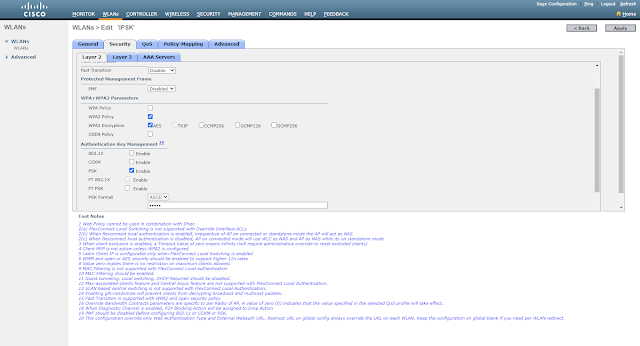 Save Configuration Ping Logout Refresh
CISCO
MONITOR WLANs CONTROLLER WIRELESS SECURITY MANAGEMENT COMMANDS HELP FEEDBACK
Home
WLANs
WLANs > Edit 'iPSK'
< Back
Apply
WLANs
WLANs
Advanced
General Security QoS Policy-Mapping Advanced
Layer 2 Layer 3 AAA Servers
Fast Transition Disable
Protected Management Frame
PMF Disabled
WPA+WPA2 Parameters
WPA Policy
WPA2 Policy
WPA2 Encryption AES TKIP CCMP256 GCMP128 GCMP256
OSEN Policy
Authentication Key Management
802.1X Enable
CCKM Enable
PSK Enable
FT 802.1X Enable
FT PSK Enable
PSK Format ASCII
•••••
Foot Notes
1 Web Policy cannot be used in combination with IPsec
2(a) FlexConnect Local Switching is not supported with Override Interface ACLs
2(b) When flexconnect local authentication is enabled, irrespective of AP on connected or standalone mode the AP will act as NAS
2(c) When flexconnect local authentication is disabled, AP on connected mode will use WLC as NAS and AP as NAS while its on standalone mode
3 When client exclusion is enabled, a Timeout Value of zero means infinity (will require administrative override to reset excluded clients)
4 Client MFP is not active unless WPA2 is configured
5 Learn Client IP is configurable only when FlexConnect Local Switching is enabled
6 WMM and open or AES security should be enabled to support higher 11n rates
8 Value zero implies there is no restriction on maximum clients allowed.
9 MAC Filtering is not supported with FlexConnect Local authentication
10 MAC Filtering should be enabled.
11 Guest tunneling, Local switching, DHCP Required should be disabled.
12 Max-associated-clients feature and Central Assoc feature are not supported with FlexConnect Local Authentication.
13 VLAN based central switching is not supported with FlexConnect Local Authentication.
14 Enabling gtk-randomize will prevent clients from decrypting broadcast and multicast packets.
15 Fast Transition is supported with WPA2 and open security policy
16 Override Bandwidth Contracts parameters are specific to per Radio of AP. A value of zero (0) indicates that the value specified in the selected QoS profile will take effect.
18 When Diagnostic Channel is enabled, P2P Blocking Action will be assigned to Drop Action
19 PMF should be disabled before configuring 802.1x or CCKM or PSK.
20 This configuration override only Web Authentication Type and External Webauth URL. Redirect URL on global config always override the URL on each WLAN. Keep the configuration on global blank if you need per WLAN redirect.